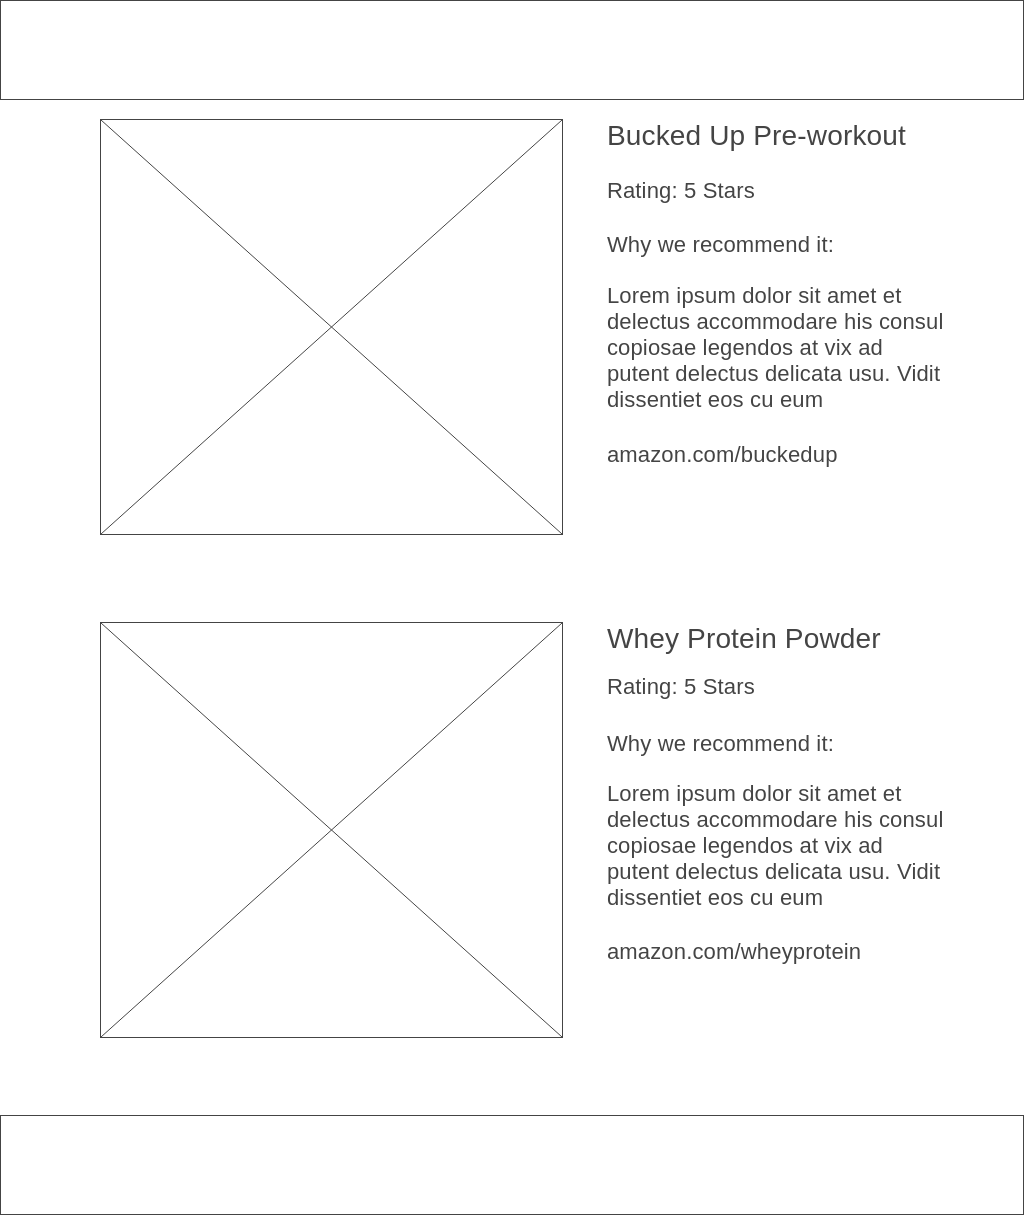 Bucked Up Pre-workout
Rating: 5 Stars
Why we recommend it:
Lorem ipsum dolor sit amet et
delectus accommodare his consul
copiosae legendos at vix ad
putent delectus delicata usu. Vidit
dissentiet eos cu eum
amazon.com/buckedup
Whey Protein Powder
Rating: 5 Stars
Why we recommend it:
Lorem ipsum dolor sit amet et
delectus accommodare his consul
copiosae legendos at vix ad
putent delectus delicata usu. Vidit
dissentiet eos cu eum
amazon.com/wheyprotein